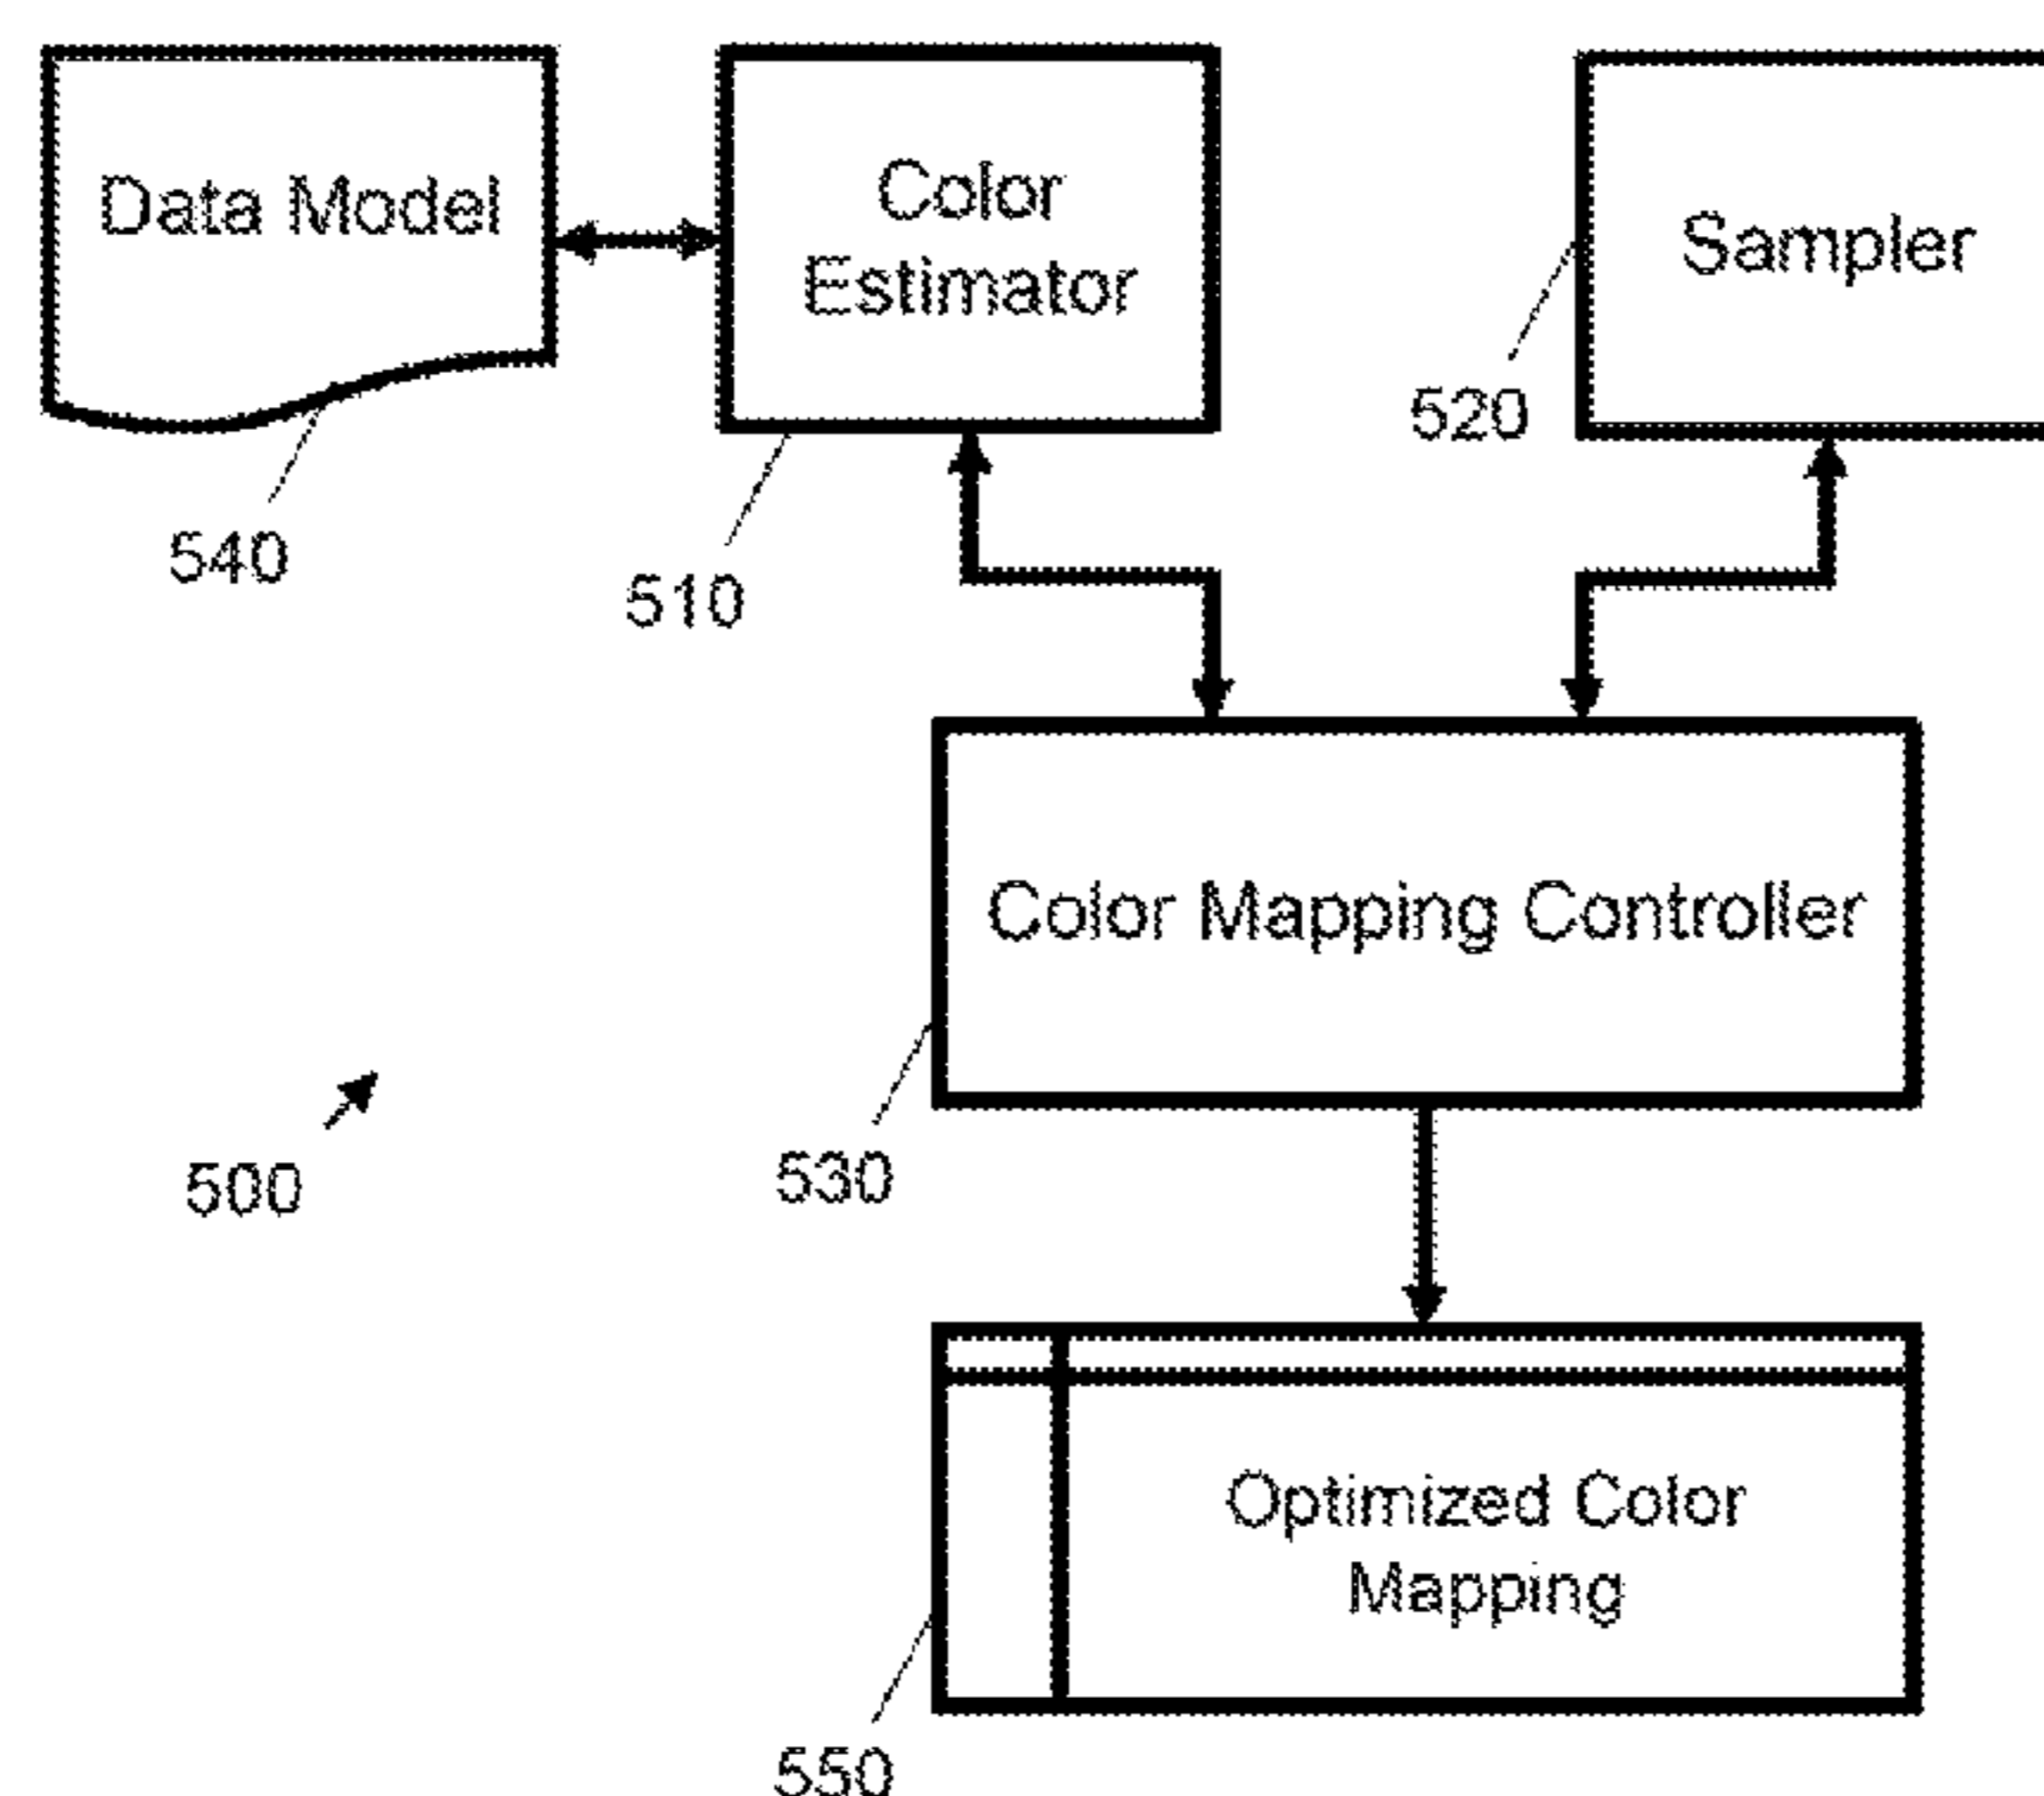 Data Model
Color
Estimator
Sampler
520
540
510
Color Mapping Controller
530
500
Optimized Color
Mapping
550